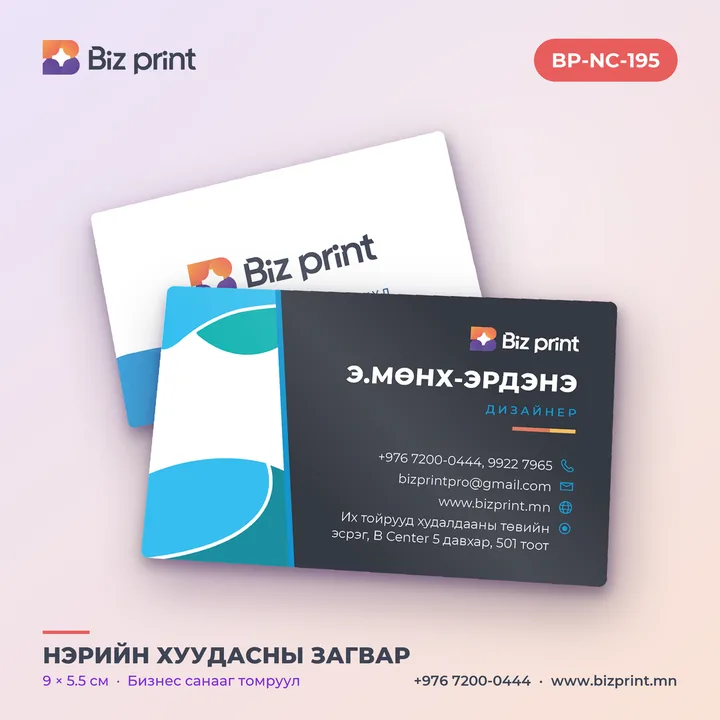 Biz print
BP-NC-195
Biz print
Biz print
Э.МӨНХ-ЭРДЭНЭ
ДИЗАЙНЕР
+976 7200-0444, 9922 7965
bizprintpro@gmail.com
www.bizprint.mn
Их тойрууд худалдааны төвийн
эсрэг, B Center 5 давхар, 501 тоот
НЭРИЙН ХУУДАСНЫ ЗАГВАР
9 × 5.5 см · Бизнес санааг томруул
+976 7200-0444 · www.bizprint.mn